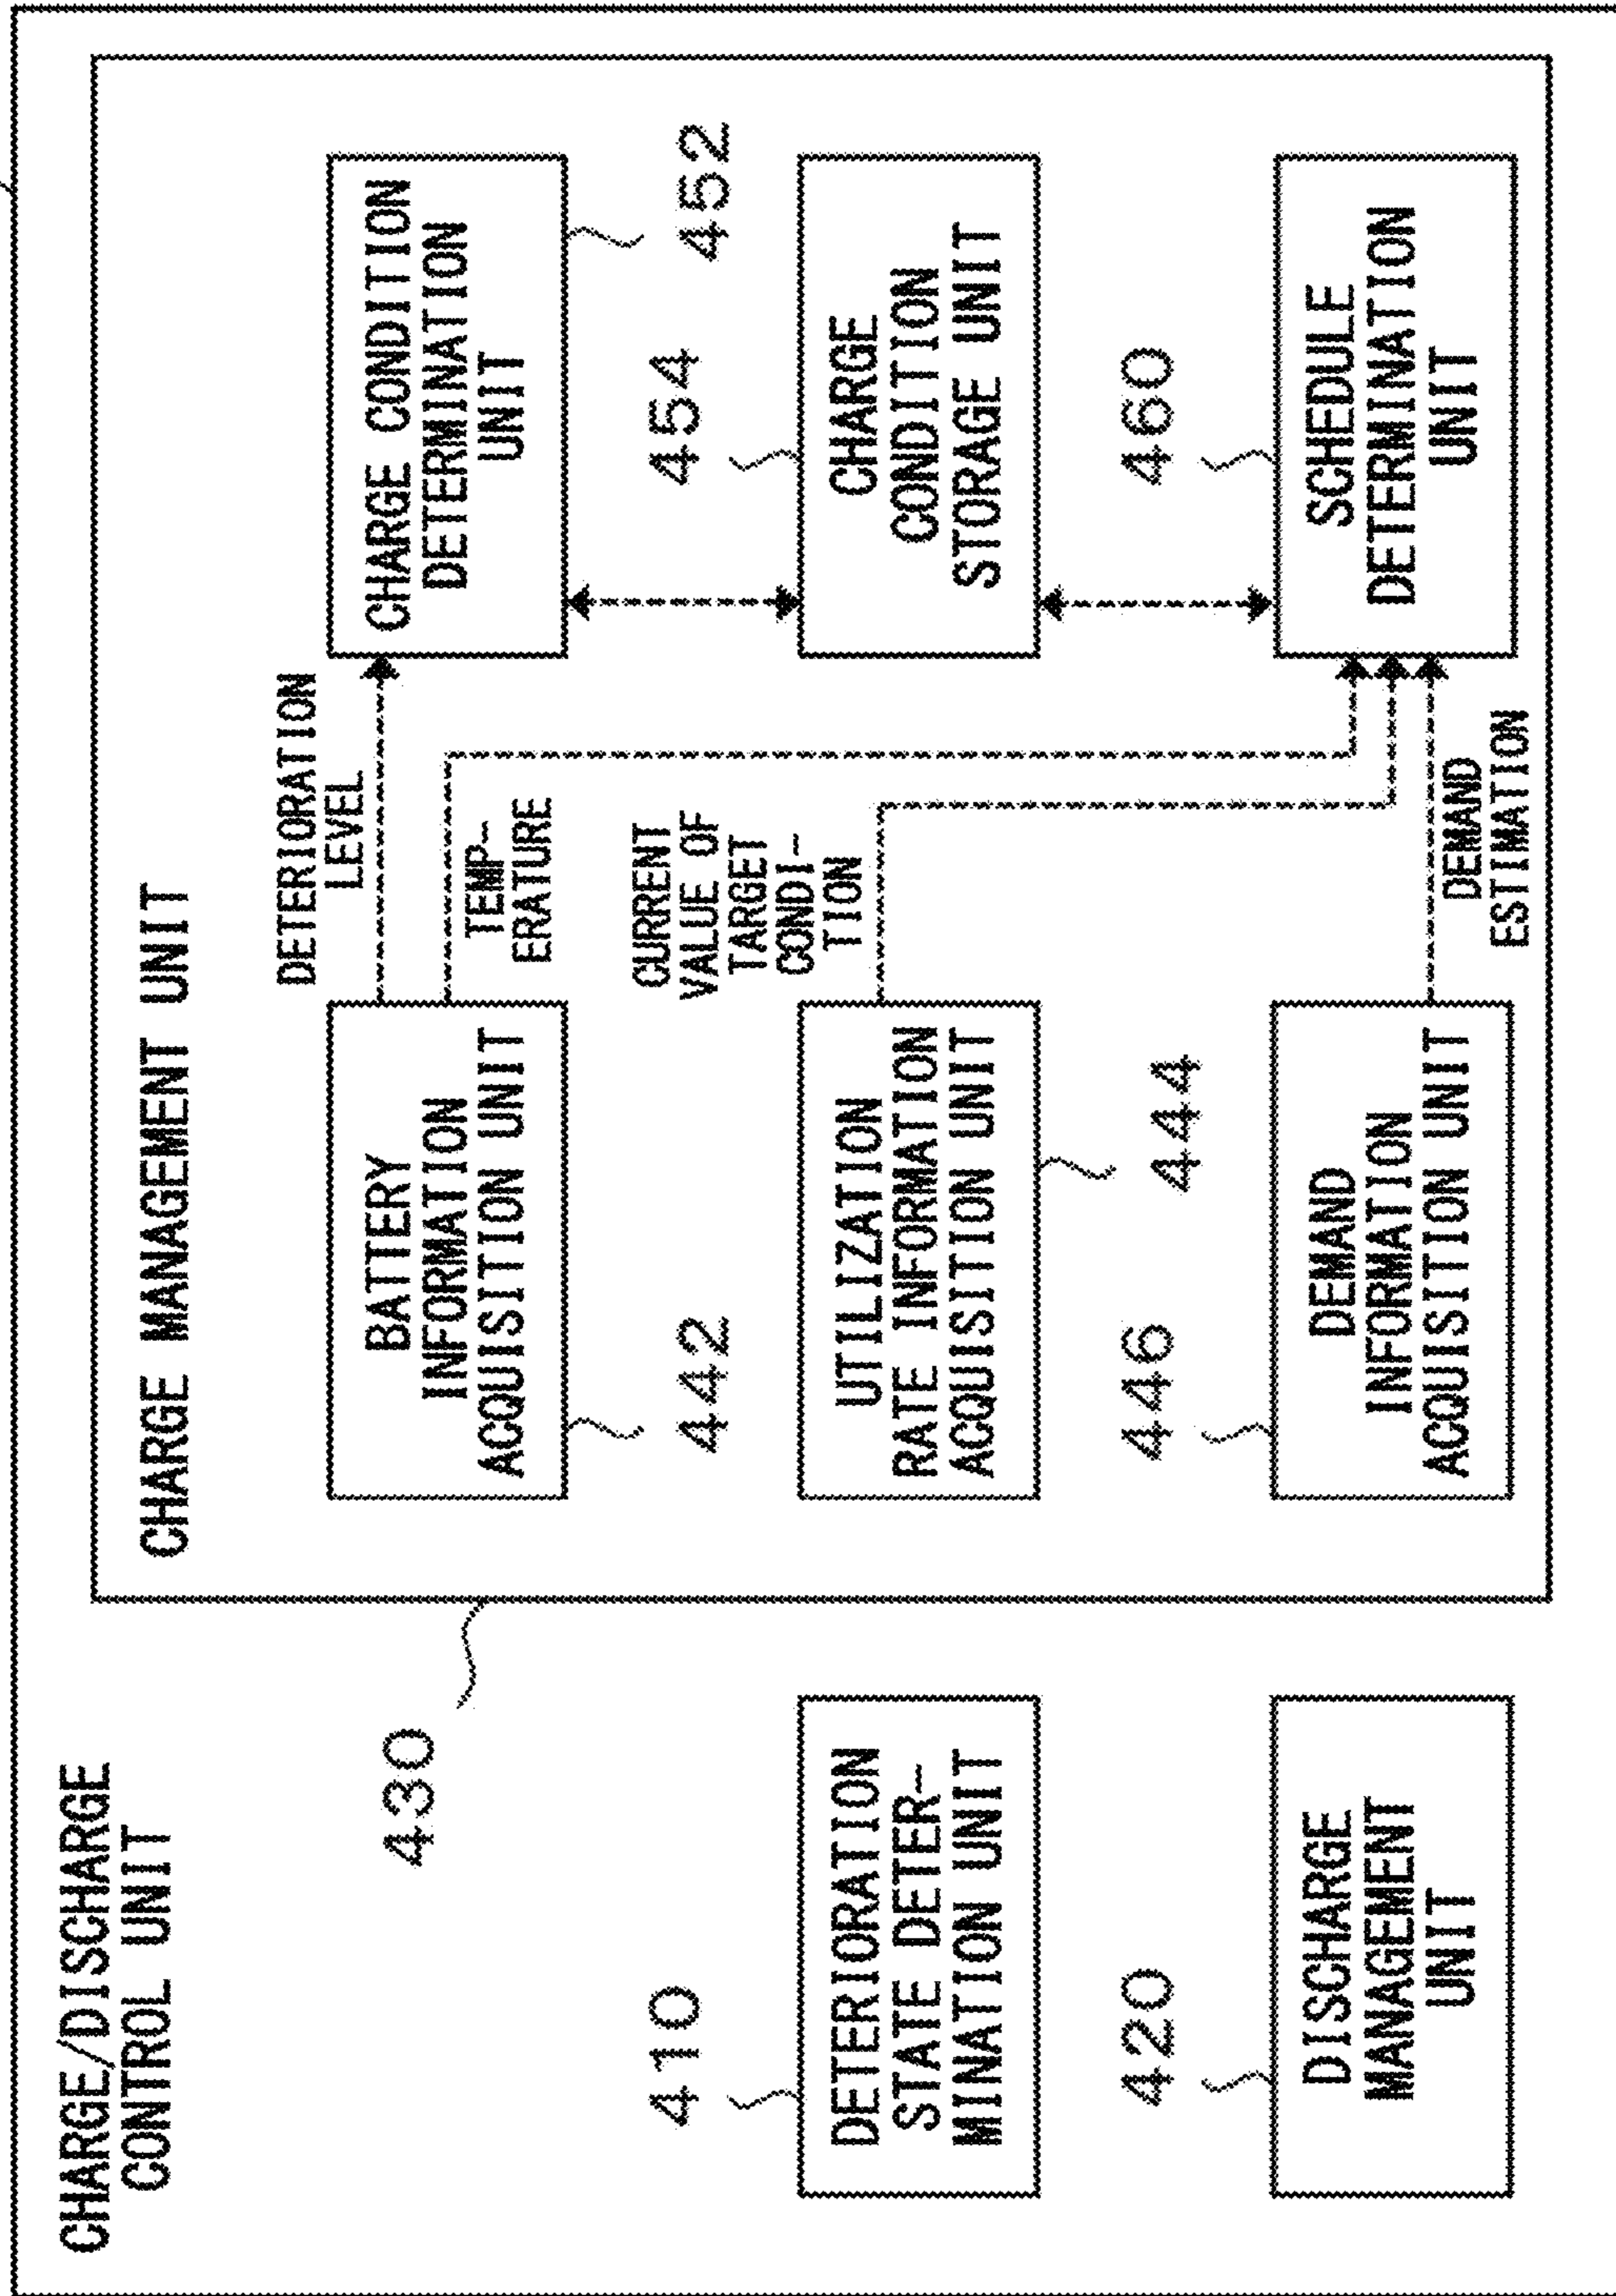 CHARGE/DISCHARGE
CONTROL UNIT
CHARGE MANAGEMENT UNIT
430
410
DETERIORATION
STATE DETER-
MINATION UNIT
420
DISCHARGE
MANAGEMENT
UNIT
BATTERY
INFORMATION
ACQUISITION UNIT
442
UTILIZATION
RATE INFORMATION
ACQUISITION UNIT
444
446
DEMAND
INFORMATION
ACQUISITION UNIT
DETERIORATION
LEVEL
TEMP-
ERATURE
CURRENT
VALUE OF
TARGET
CONDI-
TION
DEMAND
ESTIMATION
CHARGE CONDITION
DETERMINATION
UNIT
452
454
CHARGE
CONDITION
STORAGE UNIT
460
SCHEDULE
DETERMINATION
UNIT